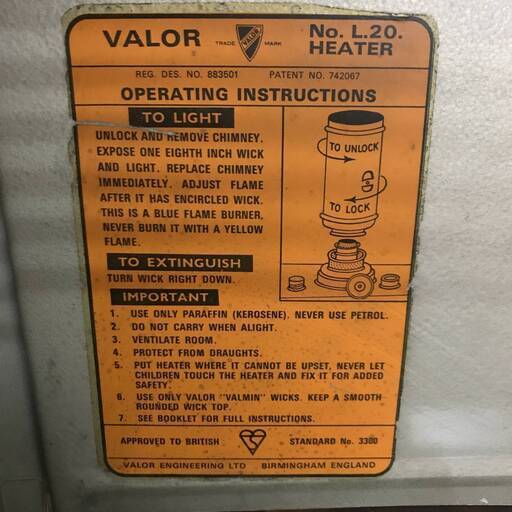 VALOR
TRADE VALOR MARK
No. L.20.
HEATER
REG. DES. NO. 883501 PATENT NO. 742067
OPERATING INSTRUCTIONS
TO LIGHT
UNLOCK AND REMOVE CHIMNEY.
EXPOSE ONE EIGHTH INCH WICK
AND LIGHT. REPLACE CHIMNEY
IMMEDIATELY. ADJUST FLAME
AFTER IT HAS ENCIRCLED WICK.
THIS IS A BLUE FLAME BURNER,
NEVER BURN IT WITH A YELLOW
FLAME.
TO EXTINGUISH
TURN WICK RIGHT DOWN.
TO UNLOCK
TO LOCK
IMPORTANT
1. USE ONLY PARAFFIN (KEROSENE). NEVER USE PETROL.
2. DO NOT CARRY WHEN ALIGHT.
3. VENTILATE ROOM.
4. PROTECT FROM DRAUGHTS.
5. PUT HEATER WHERE IT CANNOT BE UPSET, NEVER LET
CHILDREN TOUCH THE HEATER AND FIX IT FOR ADDED
SAFETY.
6. USE ONLY VALOR "VALMIN" WICKS. KEEP A SMOOTH
ROUNDED WICK TOP.
7. SEE BOOKLET FOR FULL INSTRUCTIONS.
APPROVED TO BRITISH STANDARD No. 3300
VALOR ENGINEERING LTD BIRMINGHAM ENGLAND